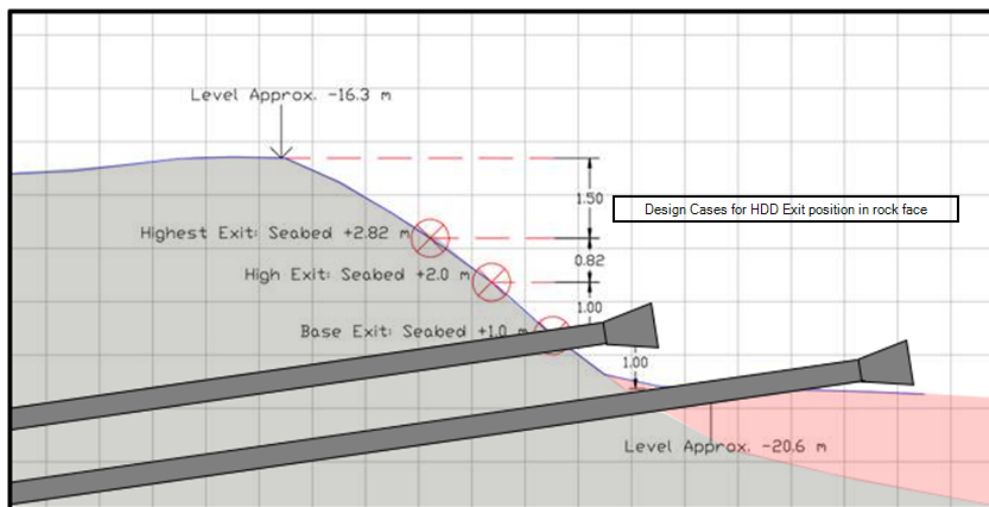 Level Approx. -16.3 m
1.50
Design Cases for HDD Exit position in rock face
Highest Exit: Seabed +2.82 m
0.82
High Exit: Seabed +2.0 m
1.00
Base Exit: Seabed +1.0 m
1.00
Level Approx. -20.6 m